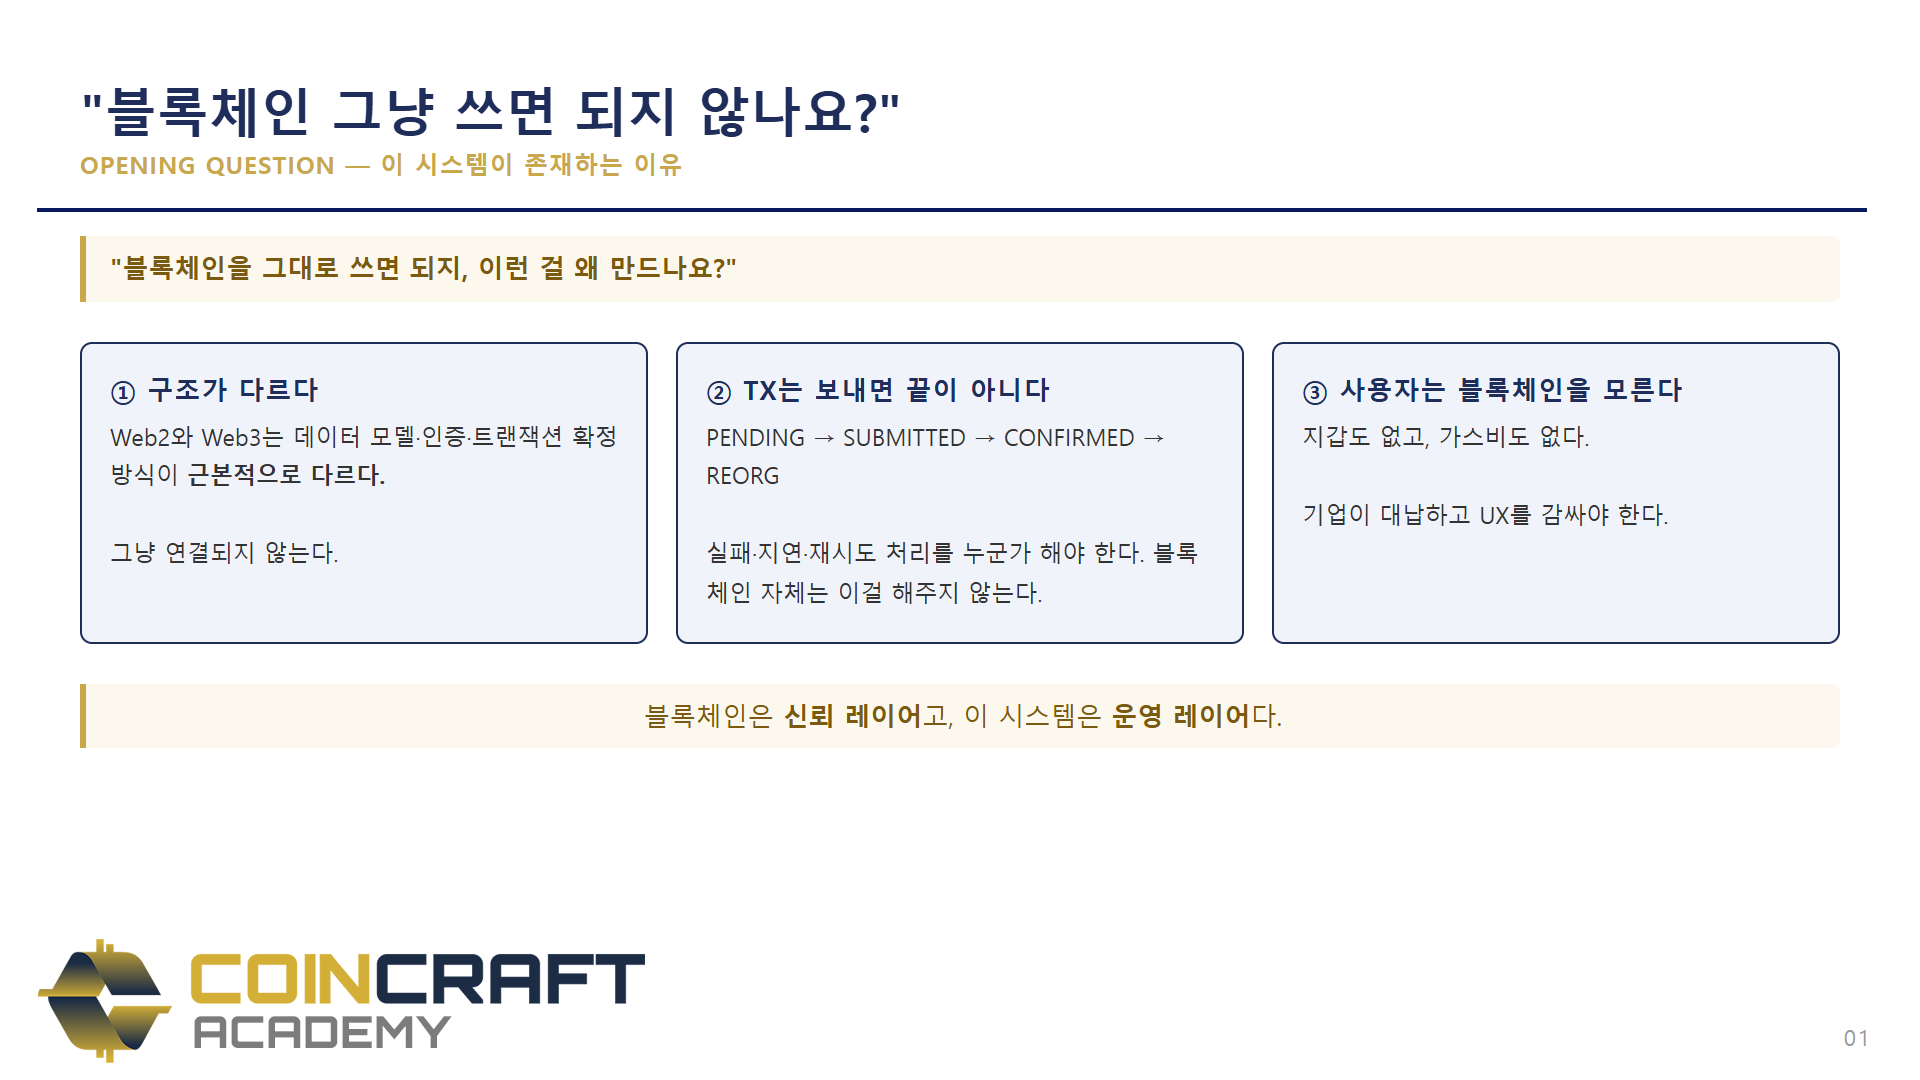 "블록체인 그냥 쓰면 되지 않나요?"
OPENING QUESTION — 이 시스템이 존재하는 이유
"블록체인을 그대로 쓰면 되지, 이런 걸 왜 만드나요?"
① 구조가 다르다
Web2와 Web3는 데이터 모델·인증·트랜잭션 확정
방식이 근본적으로 다르다.
그냥 연결되지 않는다.
② TX는 보내면 끝이 아니다
PENDING → SUBMITTED → CONFIRMED →
REORG
실패·지연·재시도 처리를 누군가 해야 한다. 블록
체인 자체는 이걸 해주지 않는다.
③ 사용자는 블록체인을 모른다
지갑도 없고, 가스비도 없다.
기업이 대납하고 UX를 감싸야 한다.
블록체인은 신뢰 레이어고, 이 시스템은 운영 레이어다.
COINCRAFT
ACADEMY
01